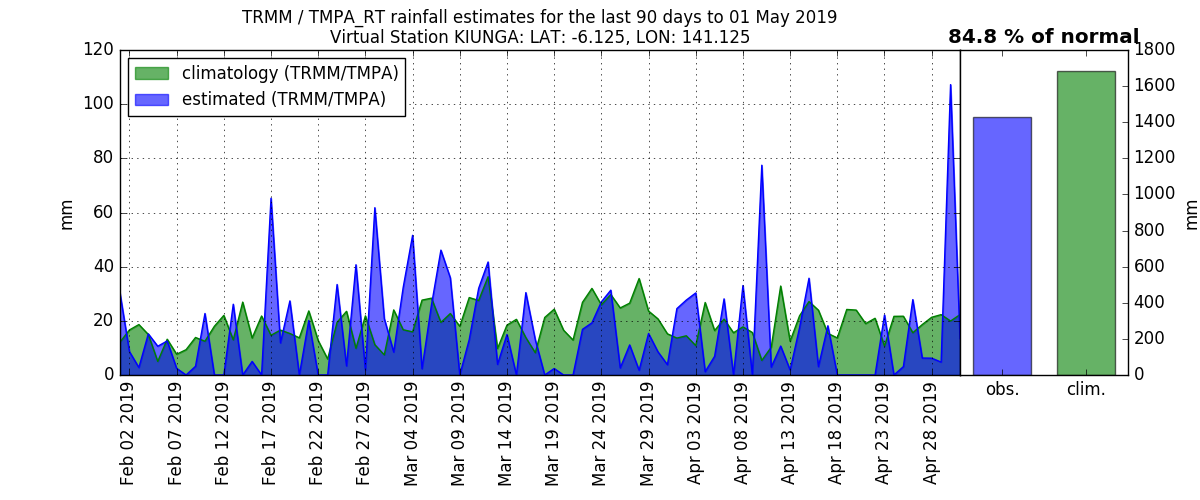 TRMM / TMPA_RT rainfall estimates for the last 90 days to 01 May 2019
Virtual Station KIUNGA: LAT: -6.125, LON: 141.125
84.8 % of normal
climatology (TRMM/TMPA)
estimated (TRMM/TMPA)
mm
120
100
80
60
40
20
0
Feb 02 2019
Feb 07 2019
Feb 12 2019
Feb 17 2019
Feb 22 2019
Feb 27 2019
Mar 04 2019
Mar 09 2019
Mar 14 2019
Mar 19 2019
Mar 24 2019
Mar 29 2019
Apr 03 2019
Apr 08 2019
Apr 13 2019
Apr 18 2019
Apr 23 2019
Apr 28 2019
obs.
clim.
1800
1600
1400
1200
1000
800
600
400
200
0
mm